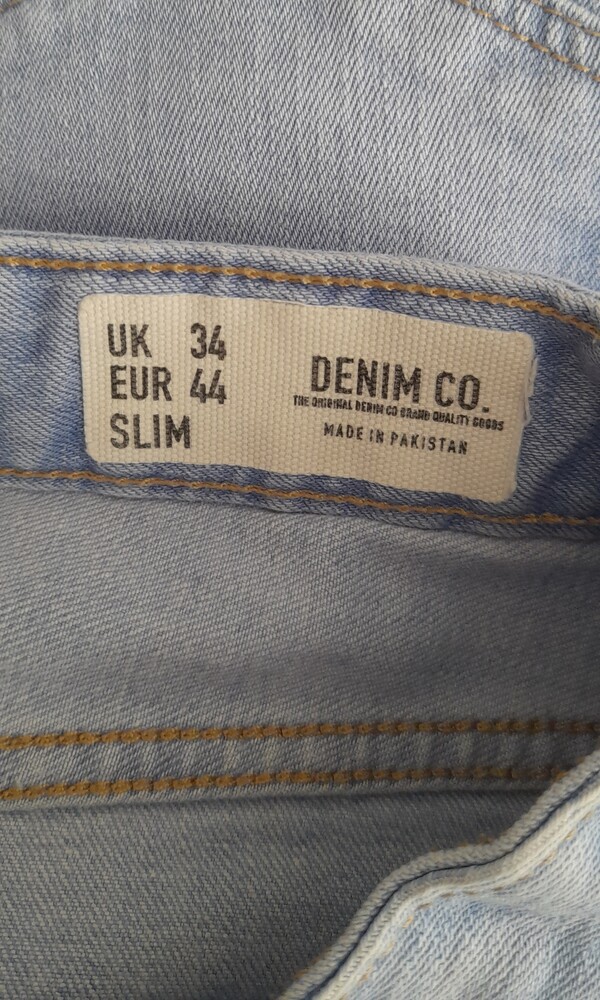 UK 34
EUR 44
SLIM
DENIM CO.
THE ORIGINAL DENIM CO BRAND QUALITY GOODS
MADE IN PAKISTAN